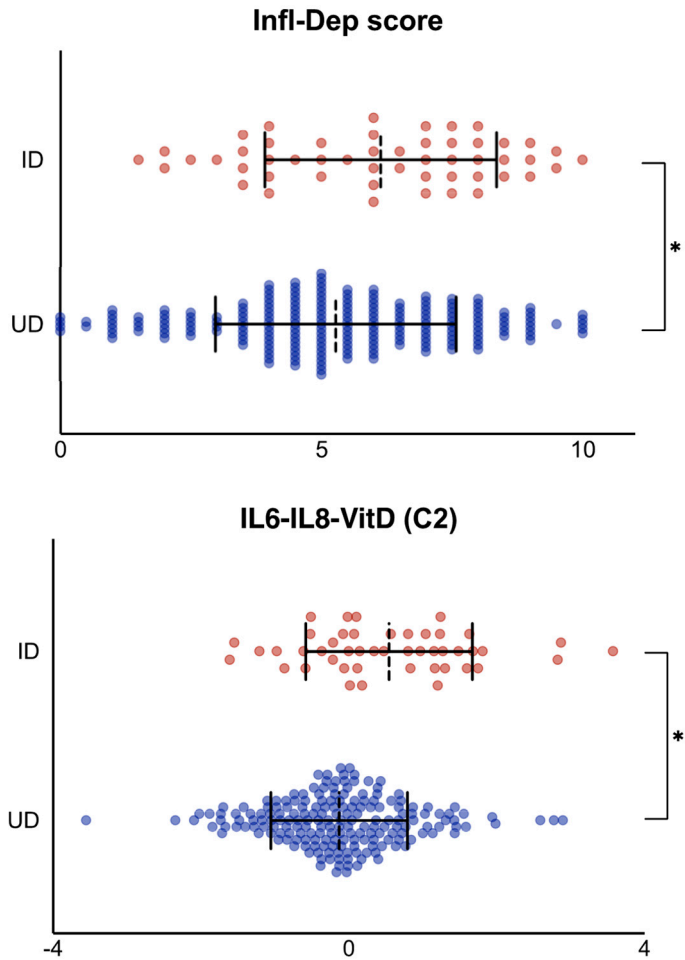 Infl-Dep score
ID
*
UD
0 5 10
IL6-IL8-VitD (C2)
ID
*
UD
-4 0 4